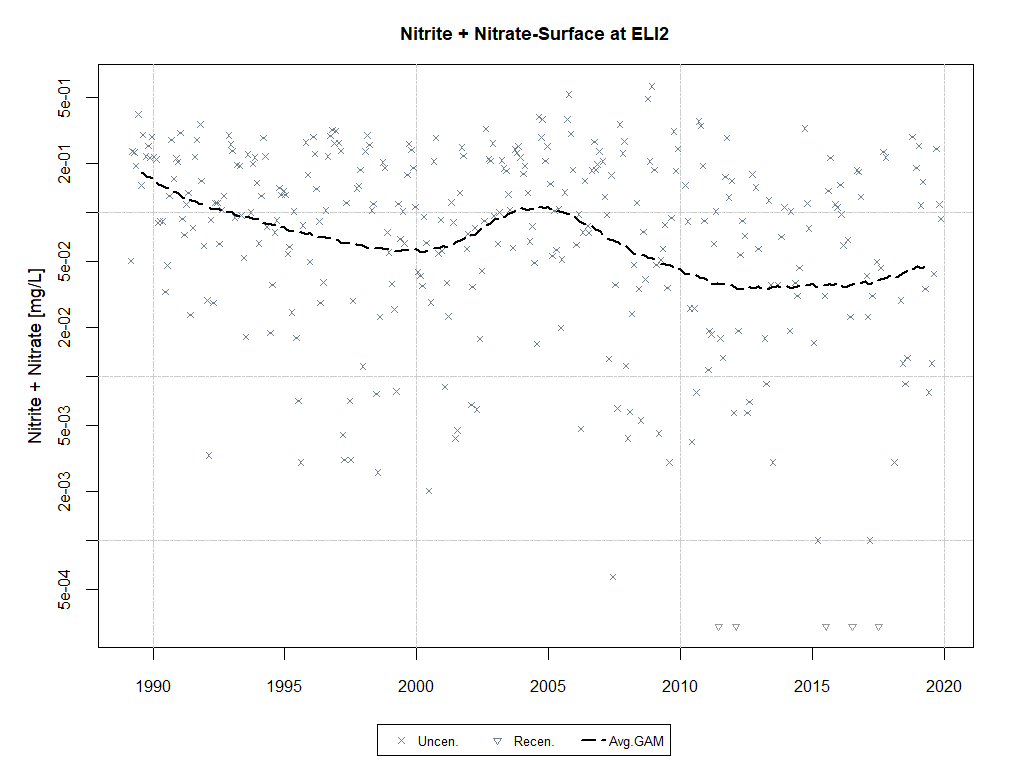 Nitrite + Nitrate-Surface at ELI2
Nitrite + Nitrate [mg/L]
5e-01
2e-01
5e-02
2e-02
5e-03
2e-03
5e-04
1990 1995 2000 2005 2010 2015 2020
Uncen. Recen. Avg.GAM